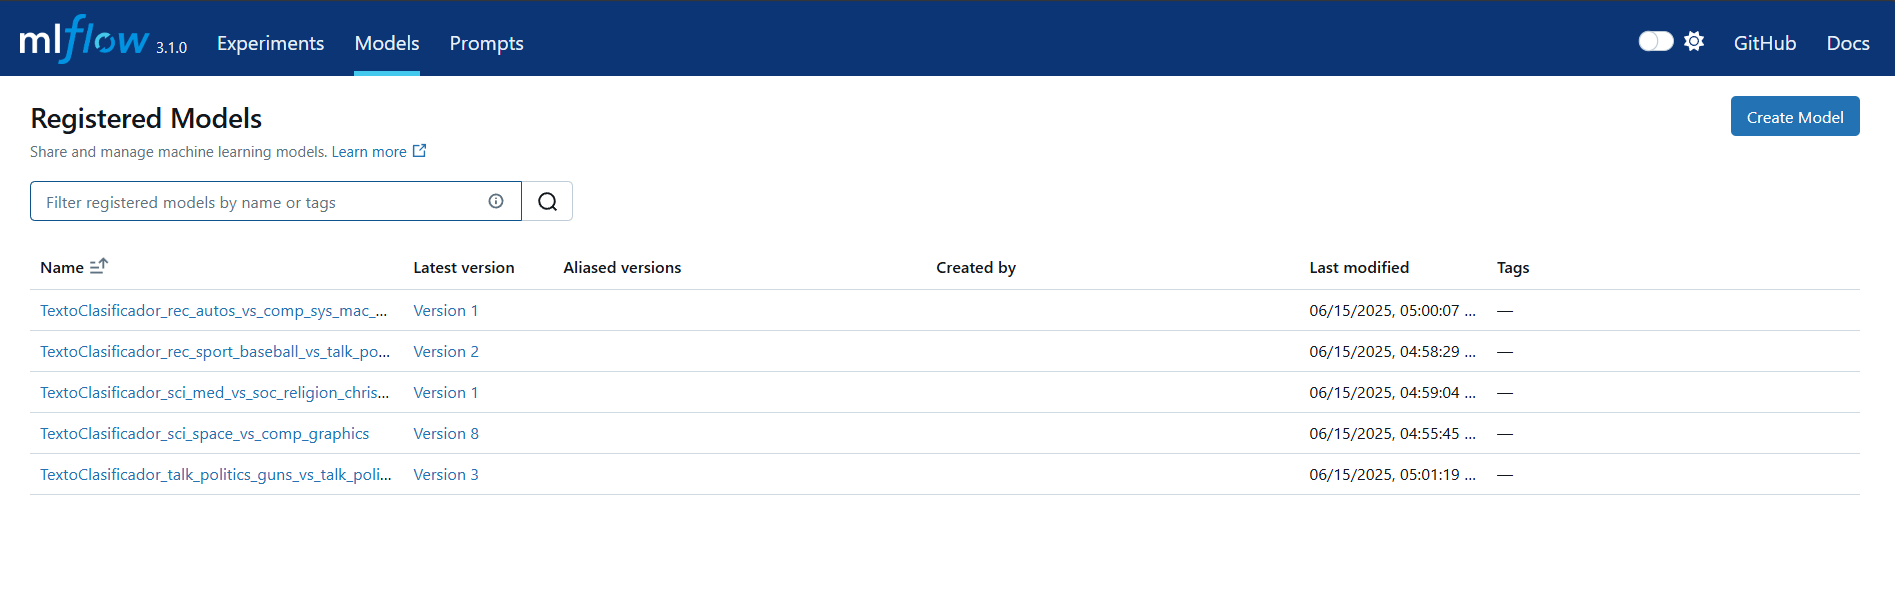 mlflow 3.1.0 Experiments Models Prompts GitHub Docs
Registered Models
Create Model
Share and manage machine learning models. Learn more
Filter registered models by name or tags
Name Latest version Aliased versions Created by Last modified Tags
TextoClasificador_rec_autos_vs_comp_sys_mac_... Version 1 06/15/2025, 05:00:07 ... —
TextoClasificador_rec_sport_baseball_vs_talk_po... Version 2 06/15/2025, 04:58:29 ... —
TextoClasificador_sci_med_vs_soc_religion_chris... Version 1 06/15/2025, 04:59:04 ... —
TextoClasificador_sci_space_vs_comp_graphics Version 8 06/15/2025, 04:55:45 ... —
TextoClasificador_talk_politics_guns_vs_talk_poli... Version 3 06/15/2025, 05:01:19 ... —